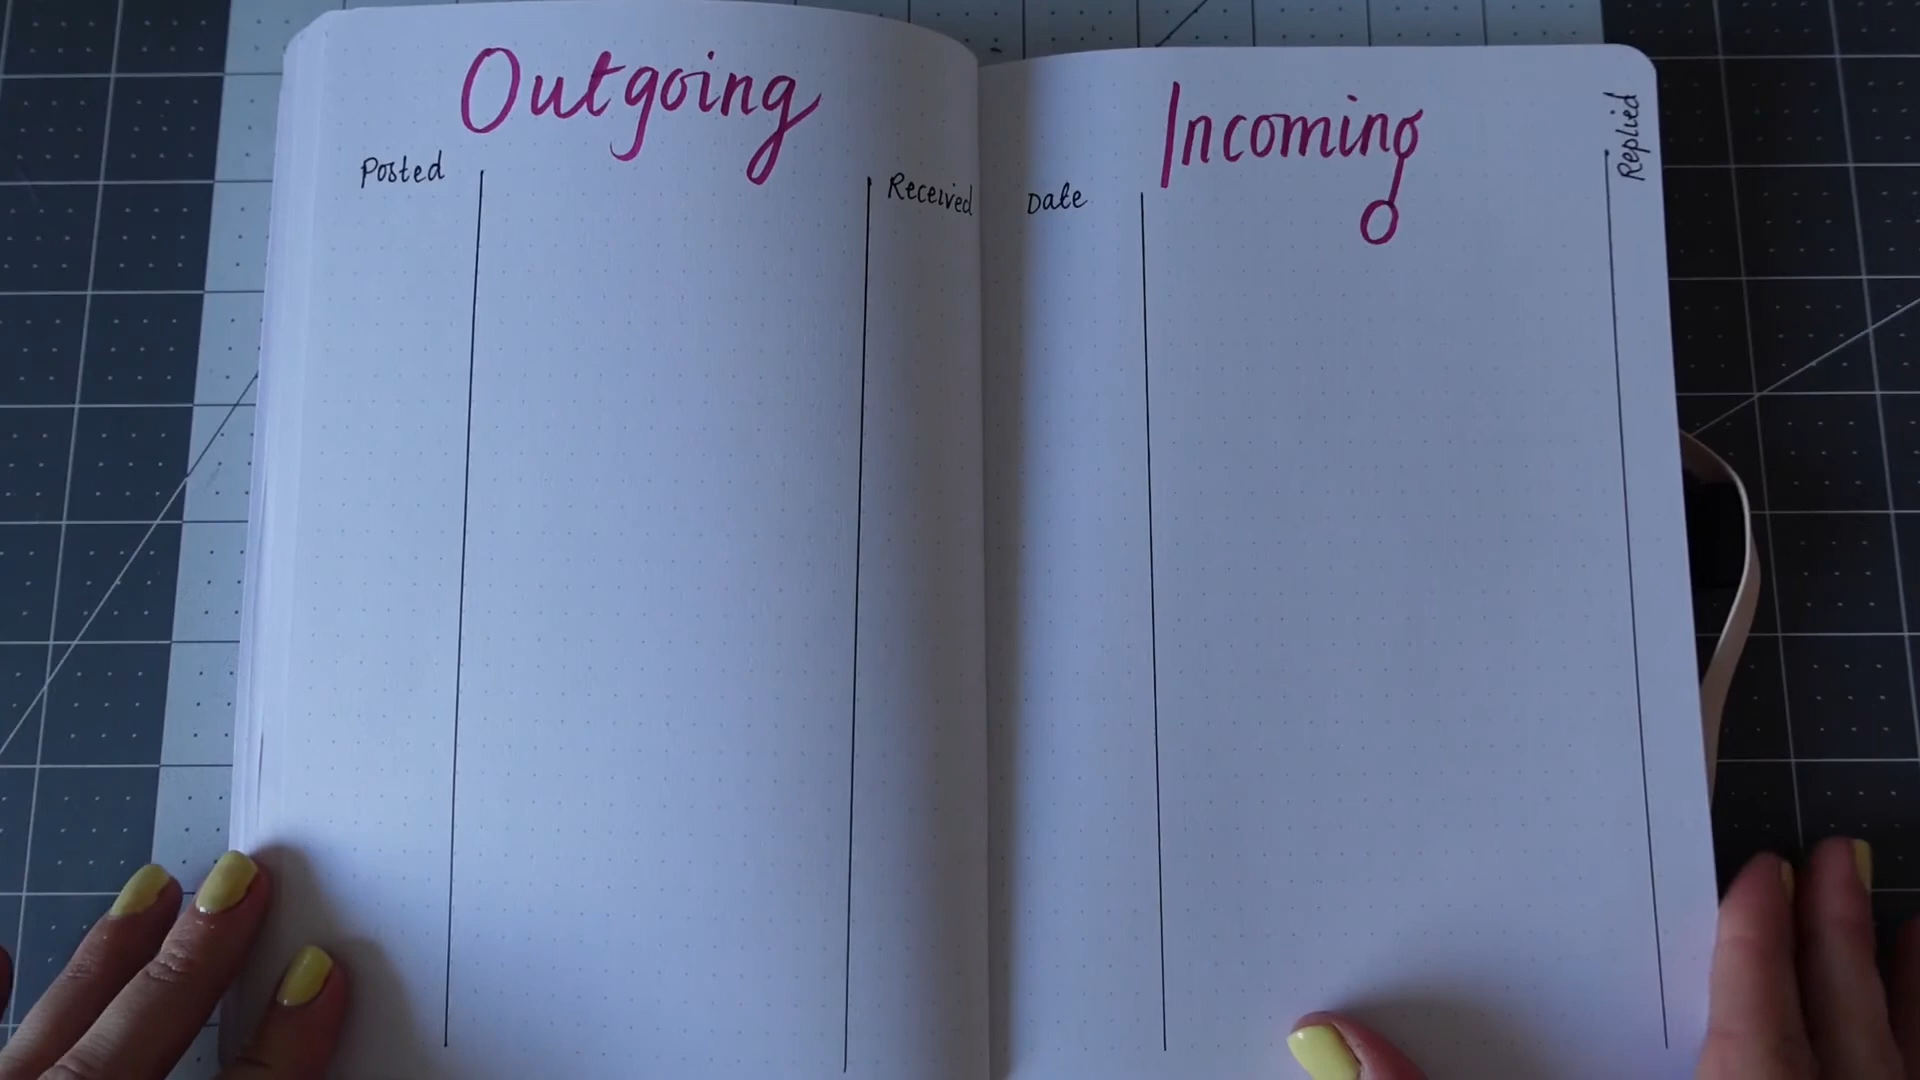 Outgoing
Posted
Received
Incoming
Date
Replied